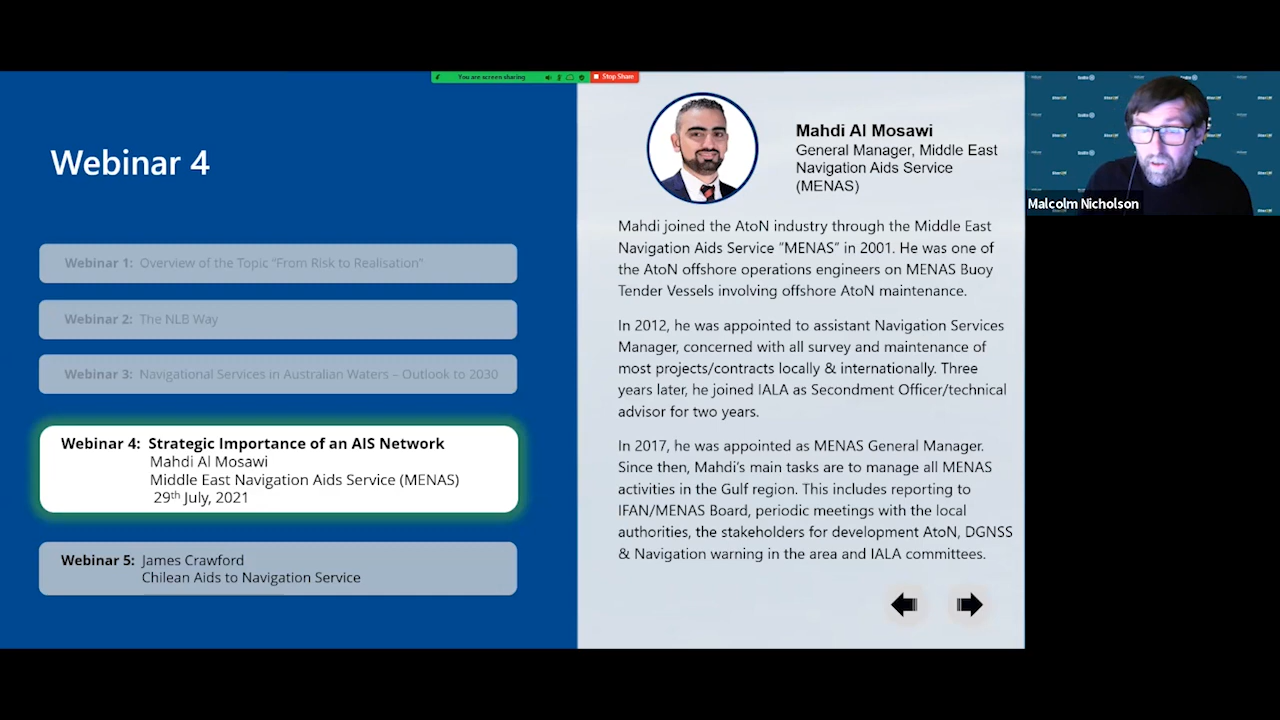 You are screen sharing
Stop Share
Webinar 4
Webinar 1: Overview of the Topic “From Risk to Realisation”
Webinar 2: The NLB Way
Webinar 3: Navigational Services in Australian Waters – Outlook to 2030
Webinar 4: Strategic Importance of an AIS Network
Mahdi Al Mosawi
Middle East Navigation Aids Service (MENAS)
29th July, 2021
Webinar 5: James Crawford
Chilean Aids to Navigation Service
Mahdi Al Mosawi
General Manager, Middle East
Navigation Aids Service
(MENAS)
Mahdi joined the AtoN industry through the Middle East
Navigation Aids Service “MENAS” in 2001. He was one of
the AtoN offshore operations engineers on MENAS Buoy
Tender Vessels involving offshore AtoN maintenance.
In 2012, he was appointed to assistant Navigation Services
Manager, concerned with all survey and maintenance of
most projects/contracts locally & internationally. Three
years later, he joined IALA as Secondment Officer/technical
advisor for two years.
In 2017, he was appointed as MENAS General Manager.
Since then, Mahdi’s main tasks are to manage all MENAS
activities in the Gulf region. This includes reporting to
IFAN/MENAS Board, periodic meetings with the local
authorities, the stakeholders for development AtoN, DGNSS
& Navigation warning in the area and IALA committees.
Malcolm Nicholson